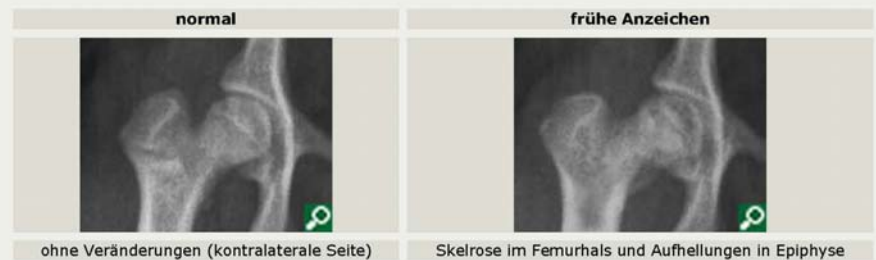 normal
frühe Anzeichen
ohne Veränderungen (kontralaterale Seite)
Skelrose im Femurhals und Aufhellungen in Epiphyse